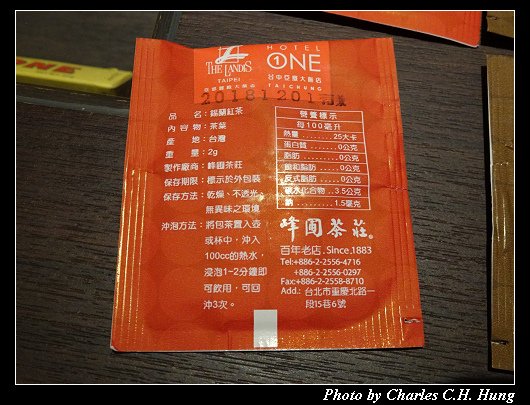 ONE
THE LANDIS
TAIPEI
亞都麗緻大飯店
HOTEL
ONE
台中亞緻大飯店
TAICHUNG
20181201
品 名：錫蘭紅茶
內 容 物：茶葉
產 地：台灣
重 量：2g
製作廠商：峰圃茶莊
保存期限：標示於外包裝
保存方法：乾燥、不透光、
無異味之環境
沖泡方法：將包茶置入壺
或杯中，沖入
100cc的熱水，
浸泡1-2分鐘即
可飲用，可回
沖3次。
營養標示
每100毫升
熱量........25大卡
蛋白質.......0公克
脂肪........0公克
飽和脂肪.....0公克
反式脂肪.....0公克
碳水化合物..3.5公克
鈉.........1.5毫克
峰圃茶莊®
百年老店. Since.1883
Tel:+886-2-2556-4716
+886-2-2556-0297
Fax:+886-2-2558-8710
Add.: 台北市重慶北路一
段15巷6號
Photo by Charles C.H. Hung